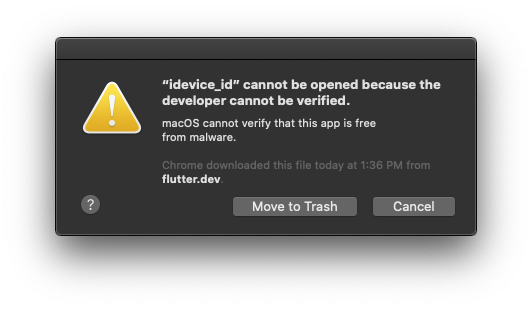 “idevice_id” cannot be opened because the
developer cannot be verified.
macOS cannot verify that this app is free
from malware.
Chrome downloaded this file today at 1:36 PM from
flutter.dev.
?
Move to Trash
Cancel